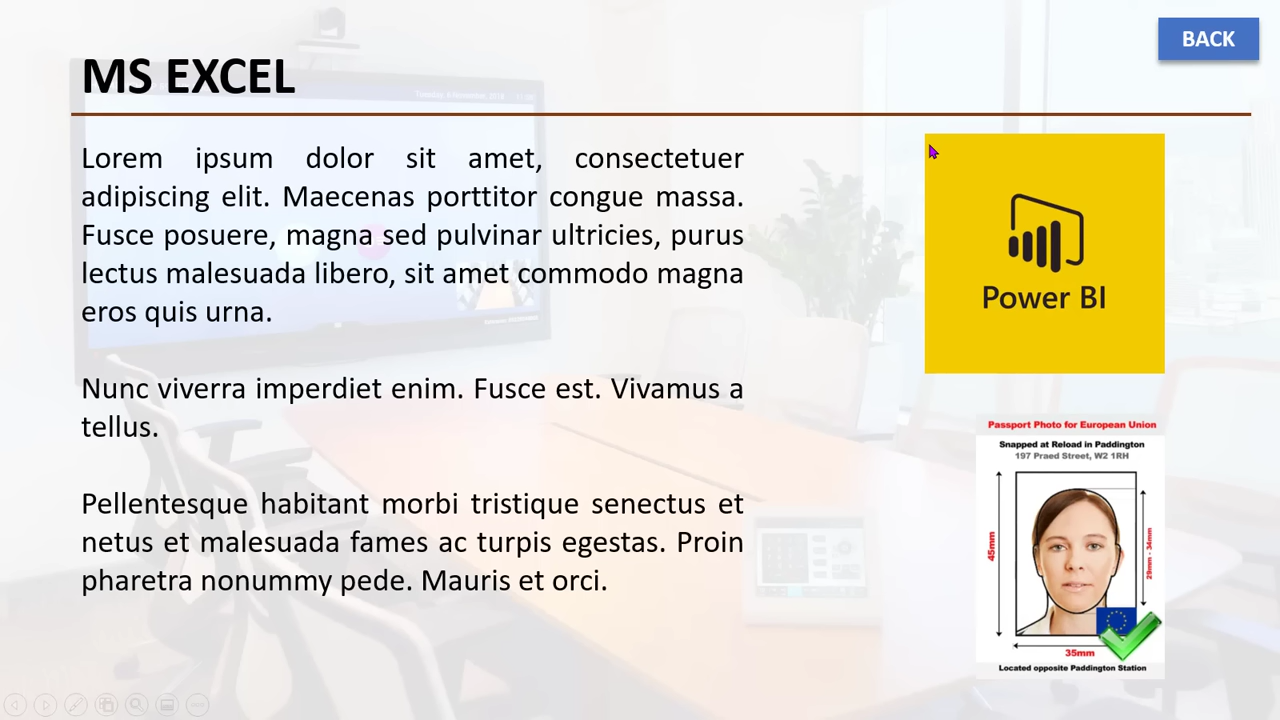 BACK
MS EXCEL
Lorem ipsum dolor sit amet, consectetuer
adipiscing elit. Maecenas porttitor congue massa.
Fusce posuere, magna sed pulvinar ultricies, purus
lectus malesuada libero, sit amet commodo magna
eros quis urna.
Nunc viverra imperdiet enim. Fusce est. Vivamus a
tellus.
Pellentesque habitant morbi tristique senectus et
netus et malesuada fames ac turpis egestas. Proin
pharetra nonummy pede. Mauris et orci.
Power BI
Passport Photo for European Union
Snapped at Reload in Paddington
197 Praed Street, W2 1RH
45mm
29mm - 34mm
35mm
Located opposite Paddington Station